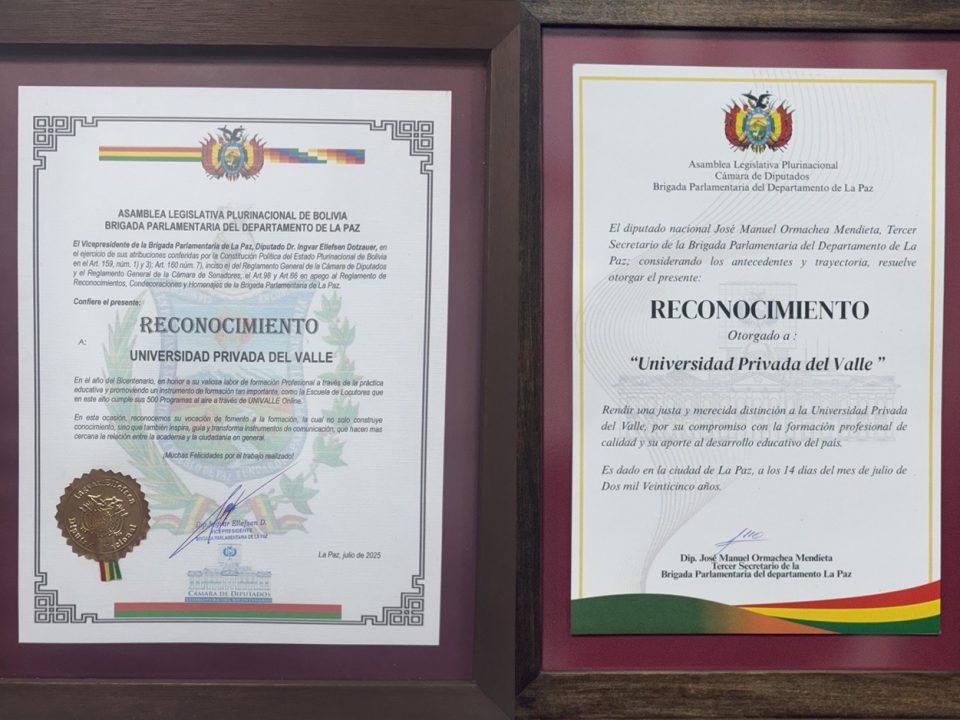 ASAMBLEA LEGISLATIVA PLURINACIONAL DE BOLIVIA
BRIGADA PARLAMENTARIA DEL DEPARTAMENTO DE LA PAZ
El Vicepresidente de la Brigada Parlamentaria de La Paz, Diputado Dr. Ingvar Ellefsen Dotzauer, en
el ejercicio de sus atribuciones conferidas por la Constitución Política del Estado Plurinacional de Bolivia
en el Art. 159, núm. 1) y 3); Art. 160 núm. 7), inciso e) del Reglamento General de la Cámara de Diputados
y el Reglamento General de la Cámara de Senadores, el Art.98 y Art.66 en apego al Reglamento de
Reconocimientos, Condecoraciones y Homenajes de la Brigada Parlamentaria de La Paz.
Confiere el presente:
RECONOCIMIENTO
A:
UNIVERSIDAD PRIVADA DEL VALLE
En el año del Bicentenario, en honor a su valiosa labor de formación Profesional a través de la práctica
educativa y promoviendo un instrumento de formación tan importante, como la Escuela de Locutores que
en este año cumple sus 500 Programas al aire a través de UNIVALLE Online.
En esta ocasión, reconocemos su vocación de fomento a la formación, la cual no solo construye
conocimiento, sino que también inspira, guía y transforma instrumentos de comunicación, que hacen mas
cercana la relación entre la academia y la ciudadanía en general.
¡Muchas Felicidades por el trabajo realizado!
Dip. Ingvar Ellefsen D.
VICEPRESIDENTE
BRIGADA PARLAMENTARIA DE LA PAZ
La Paz, julio de 2025
CÁMARA DE DIPUTADOS
Asamblea Legislativa Plurinacional
Cámara de Diputados
Brigada Parlamentaria del Departamento de La Paz
El diputado nacional José Manuel Ormachea Mendieta, Tercer
Secretario de la Brigada Parlamentaria del Departamento de La
Paz; considerando los antecedentes y trayectoria, resuelve
otorgar el presente:
RECONOCIMIENTO
Otorgado a :
“Universidad Privada del Valle ”
Rendir una justa y merecida distinción a la Universidad Privada
del Valle, por su compromiso con la formación profesional de
calidad y su aporte al desarrollo educativo del país.
Es dado en la ciudad de La Paz, a los 14 días del mes de julio de
Dos mil Veinticinco años.
Dip. José Manuel Ormachea Mendieta
Tercer Secretario de la
Brigada Parlamentaria del departamento La Paz